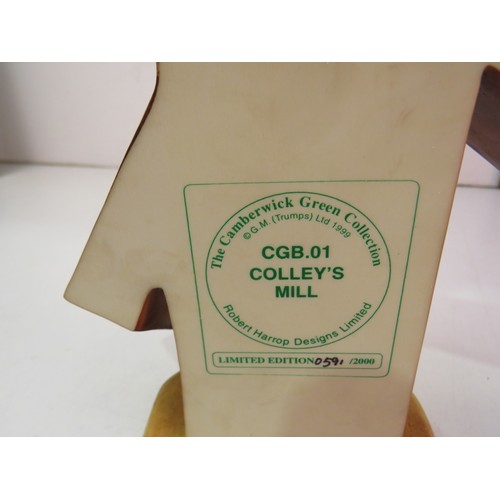 The Camberwick Green Collection
© G.M. (Trumps) Ltd 1999
CGB.01
COLLEY'S
MILL
Robert Harrop Designs Limited
LIMITED EDITION 0591 /2000